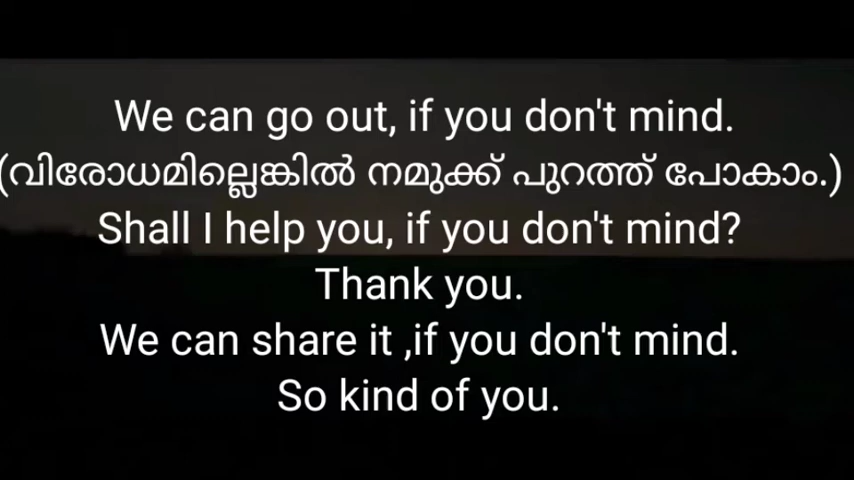 We can go out, if you don't mind.
(വിരോധമില്ലെങ്കിൽ നമുക്ക് പുറത്ത് പോകാം.)
Shall I help you, if you don't mind?
Thank you.
We can share it ,if you don't mind.
So kind of you.